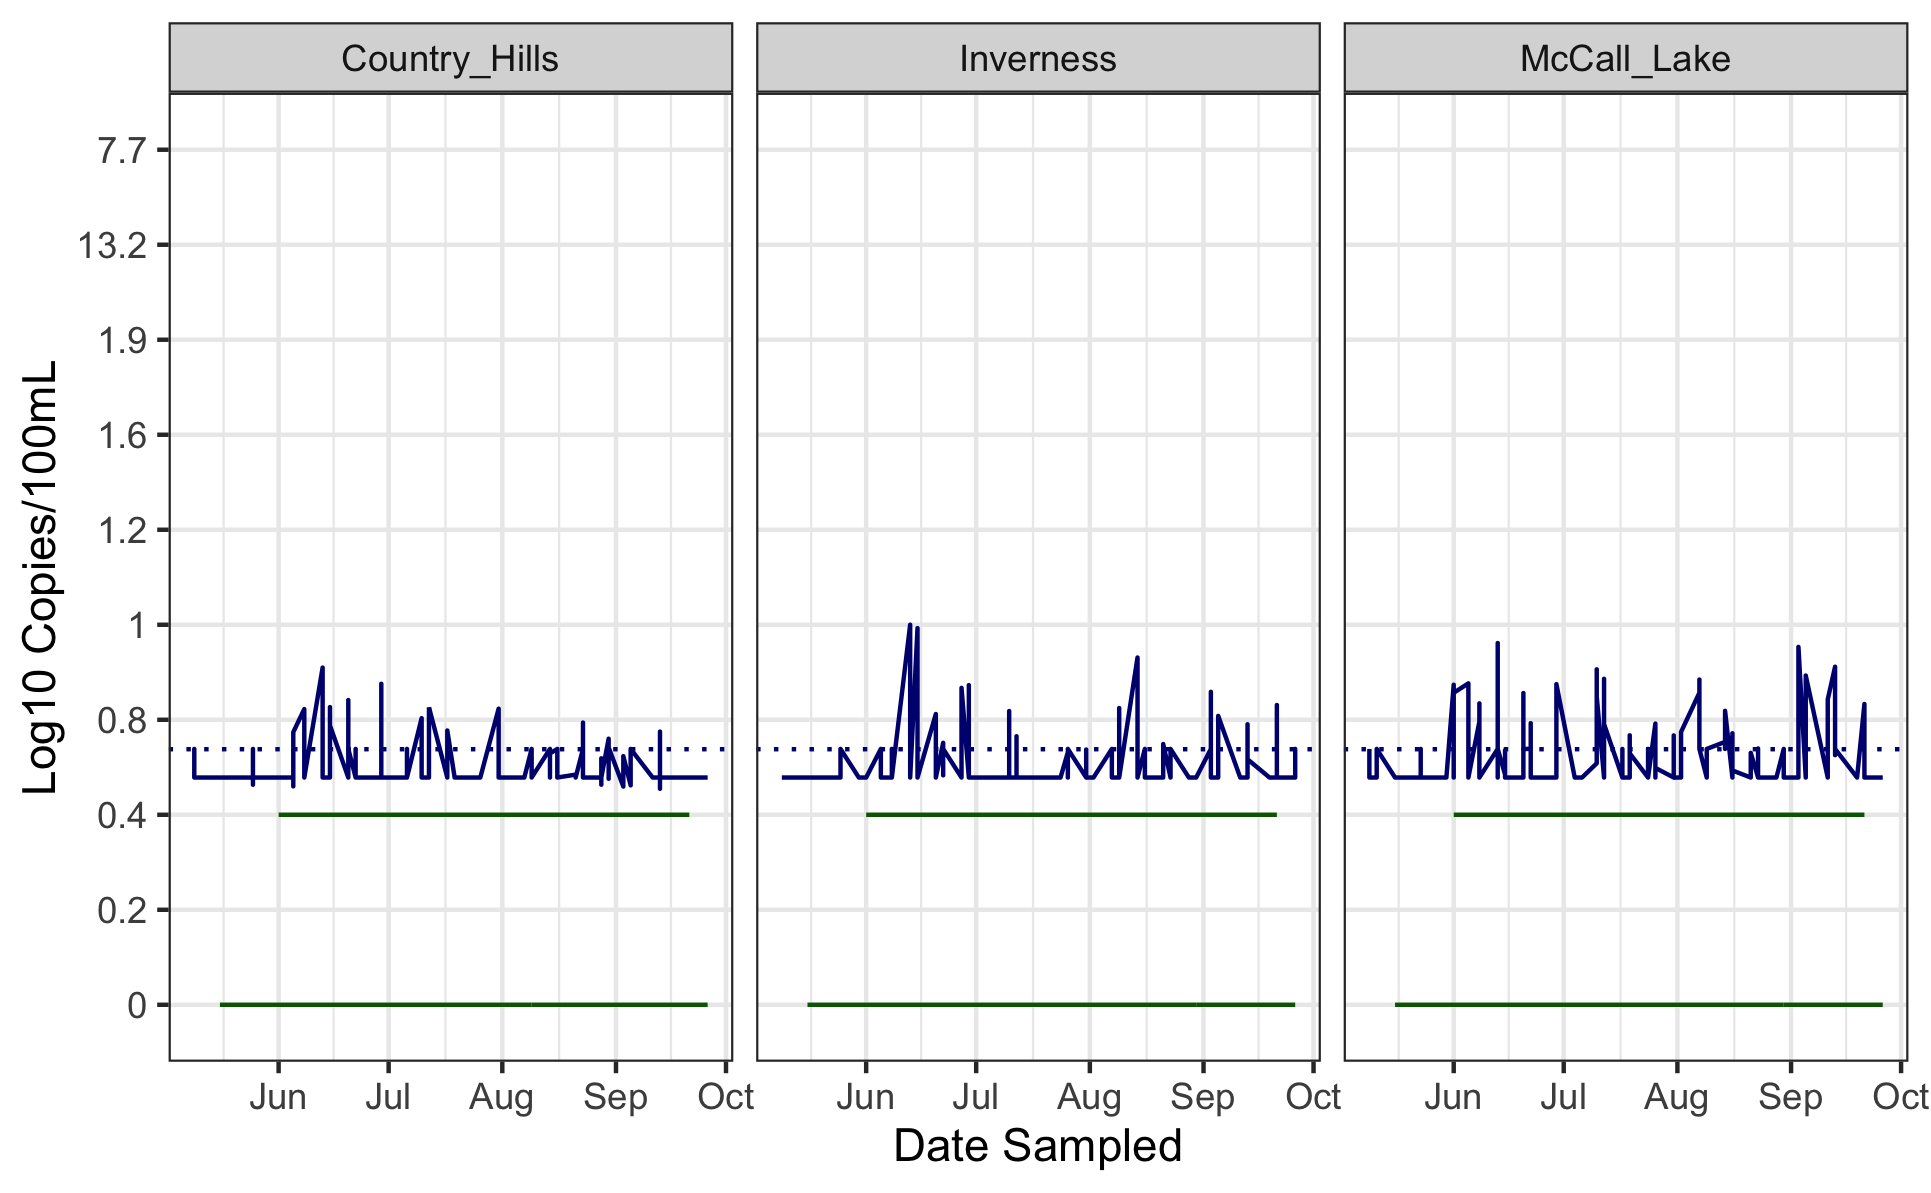 Country_Hills Inverness McCall_Lake
7.7
13.2
1.9
1.6
1.2
1
0.8
0.4
0.2
0
Log10 Copies/100mL
Jun Jul Aug Sep Oct Jun Jul Aug Sep Oct Jun Jul Aug Sep Oct
Date Sampled